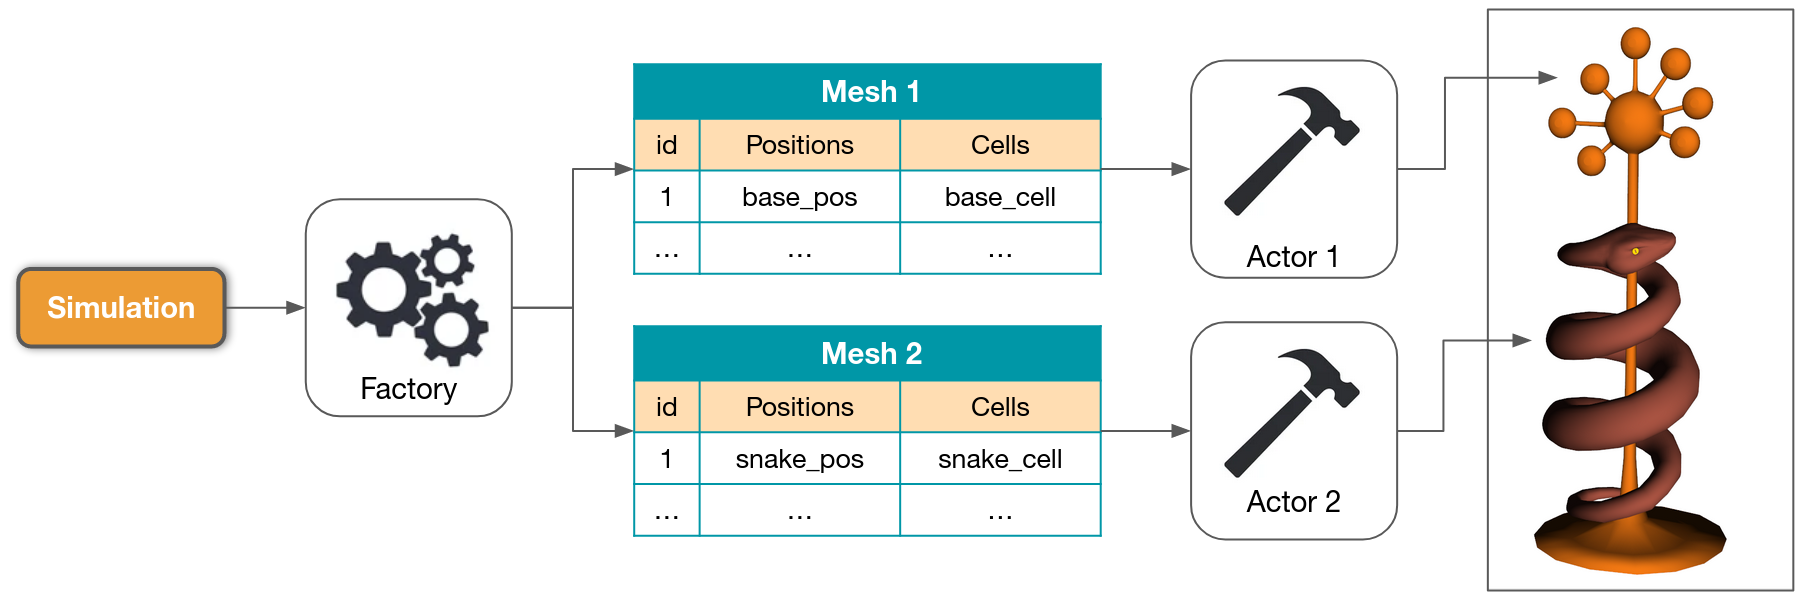 Simulation
Factory
Mesh 1
id Positions Cells
1 base_pos base_cell
... ... ...
Mesh 2
id Positions Cells
1 snake_pos snake_cell
... ... ...
Actor 1
Actor 2